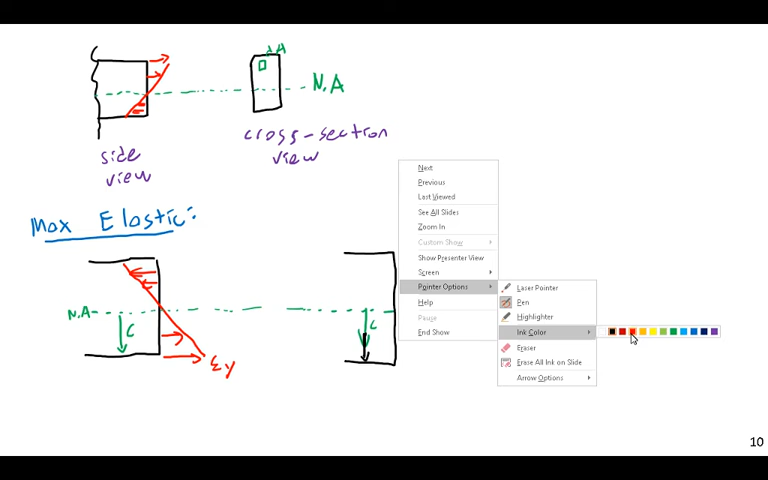 ΔA
N.A
side
view
cross-section
view
Max Elastic:
N.A
C
εy
C
Next
Previous
Last Viewed
See All Slides
Zoom In
Custom Show
Show Presenter View
Screen
Pointer Options
Help
Pause
End Show
Laser Pointer
Pen
Highlighter
Ink Color
Eraser
Erase All Ink on Slide
Arrow Options
10